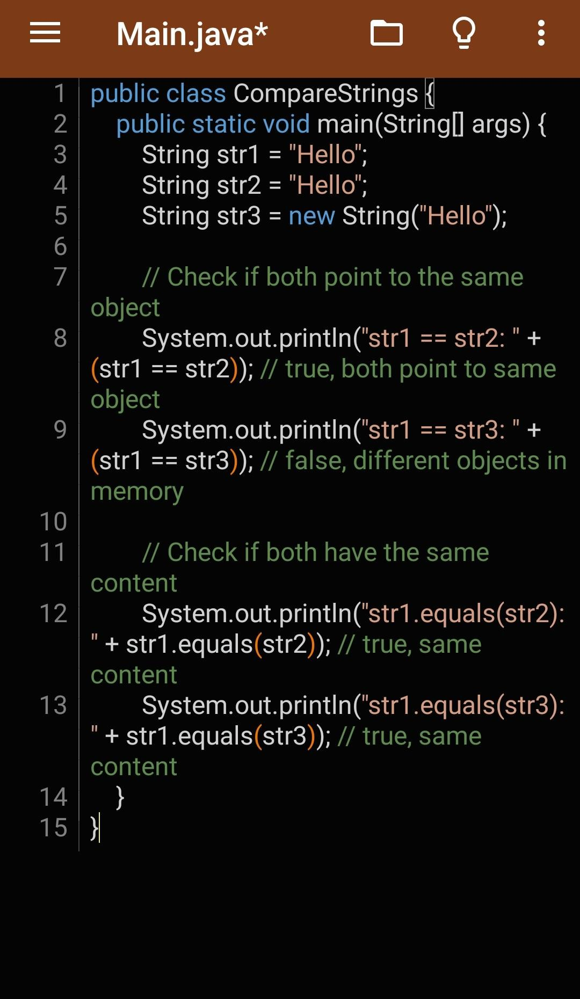 Main.java*
1 public class CompareStrings {
2 public static void main(String[] args) {
3 String str1 = "Hello";
4 String str2 = "Hello";
5 String str3 = new String("Hello");
6
7 // Check if both point to the same
object
8 System.out.println("str1 == str2: " +
(str1 == str2)); // true, both point to same
object
9 System.out.println("str1 == str3: " +
(str1 == str3)); // false, different objects in
memory
10
11 // Check if both have the same
content
12 System.out.println("str1.equals(str2):
" + str1.equals(str2)); // true, same
content
13 System.out.println("str1.equals(str3):
" + str1.equals(str3)); // true, same
content
14 }
15 }